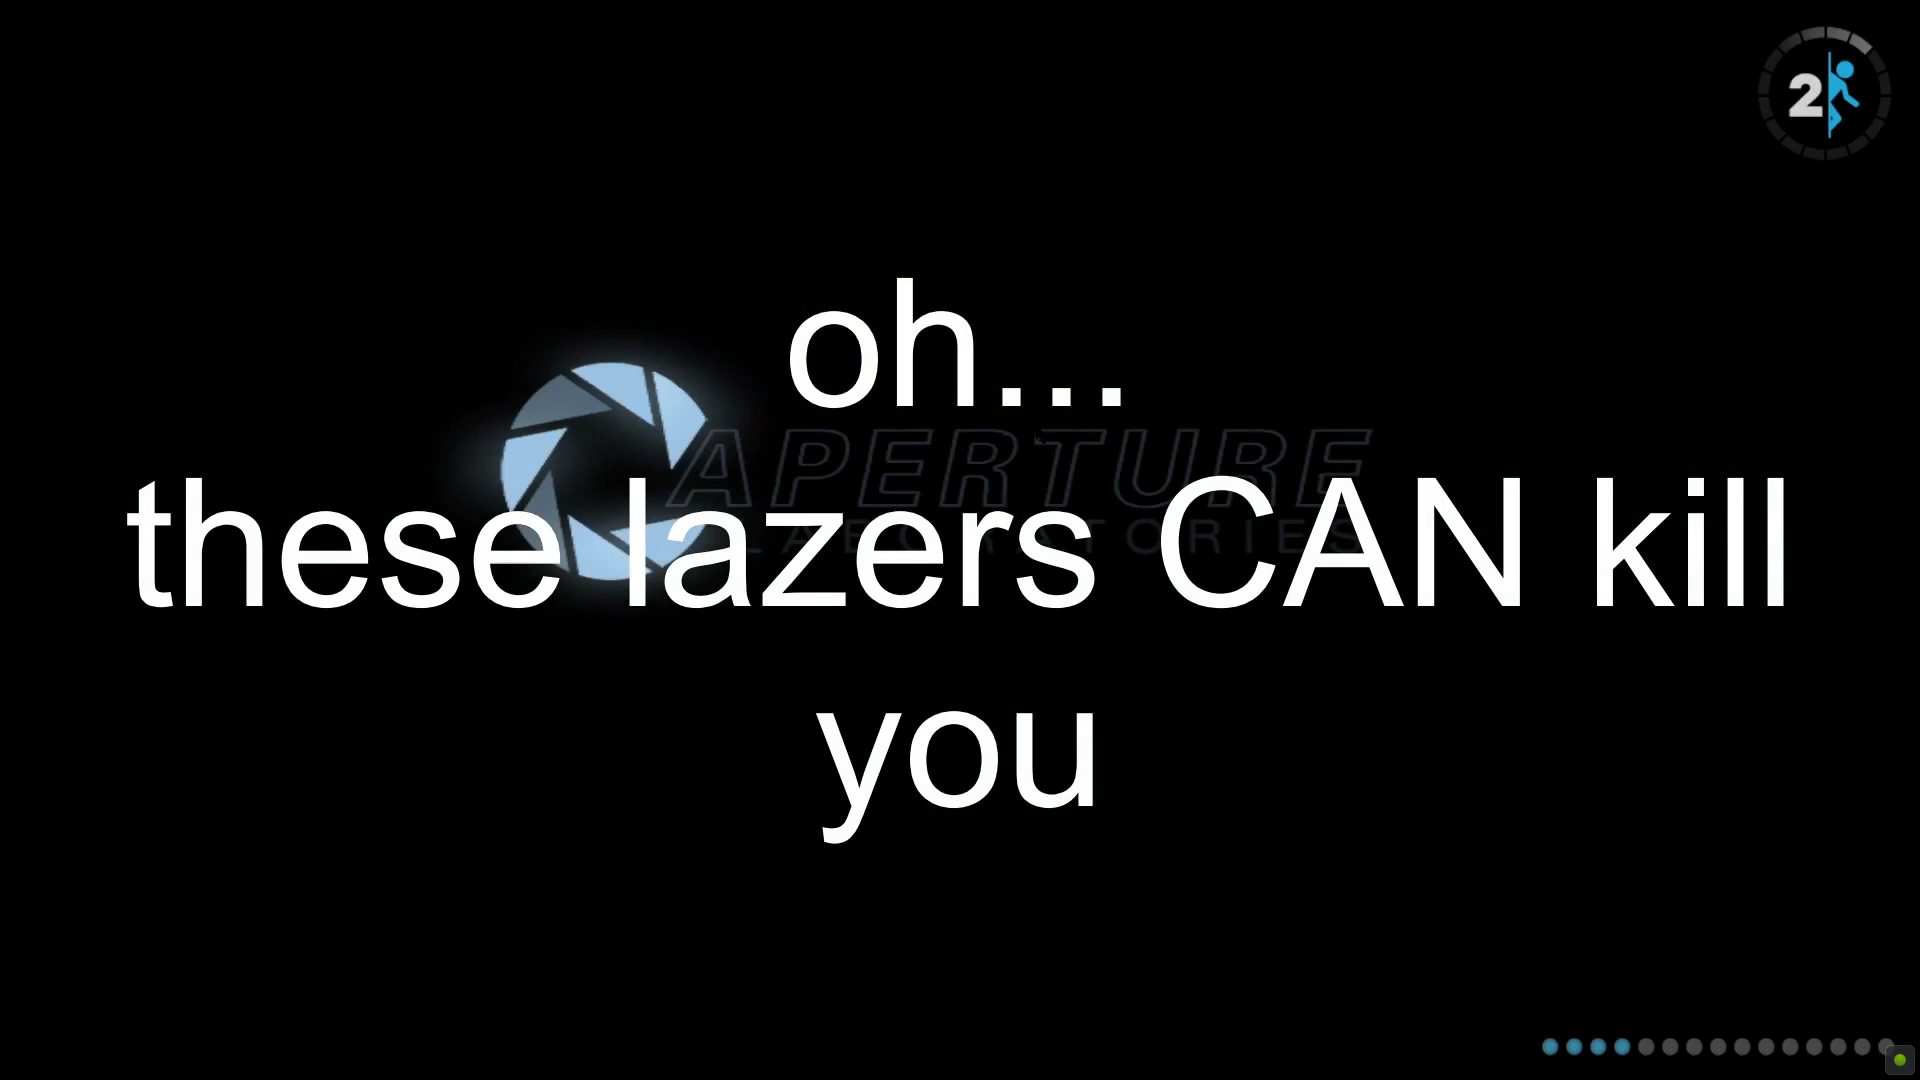 2
oh...
APERTURE
these lazers CAN kill
LABORATORIES
you